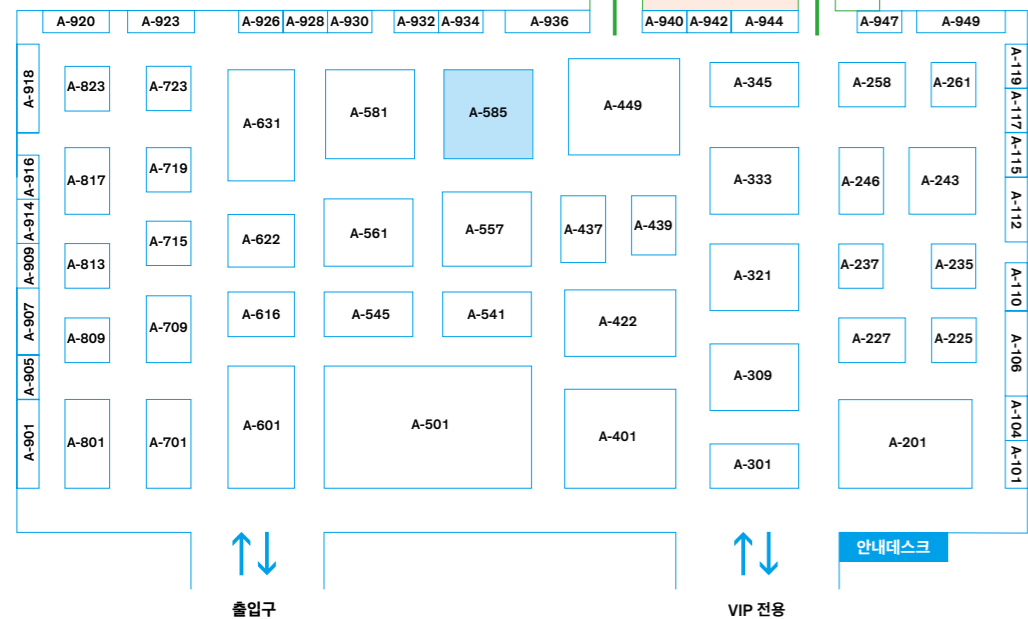 A-920 A-923 A-926 A-928 A-930 A-932 A-934 A-936 A-940 A-942 A-944 A-947 A-949
A-918
A-823 A-723 A-631 A-581 A-585 A-449 A-345 A-258 A-261
A-119
A-117
A-916
A-817 A-719 A-333 A-246 A-243
A-115
A-914
A-112
A-715 A-622 A-561 A-557 A-437 A-439
A-909
A-813 A-321 A-237 A-235
A-110
A-907
A-709 A-616 A-545 A-541 A-422
A-809 A-227 A-225
A-106
A-905
A-309
A-901
A-801 A-701 A-601 A-501 A-401 A-301 A-201
A-104
A-101
안내데스크
출입구 VIP 전용